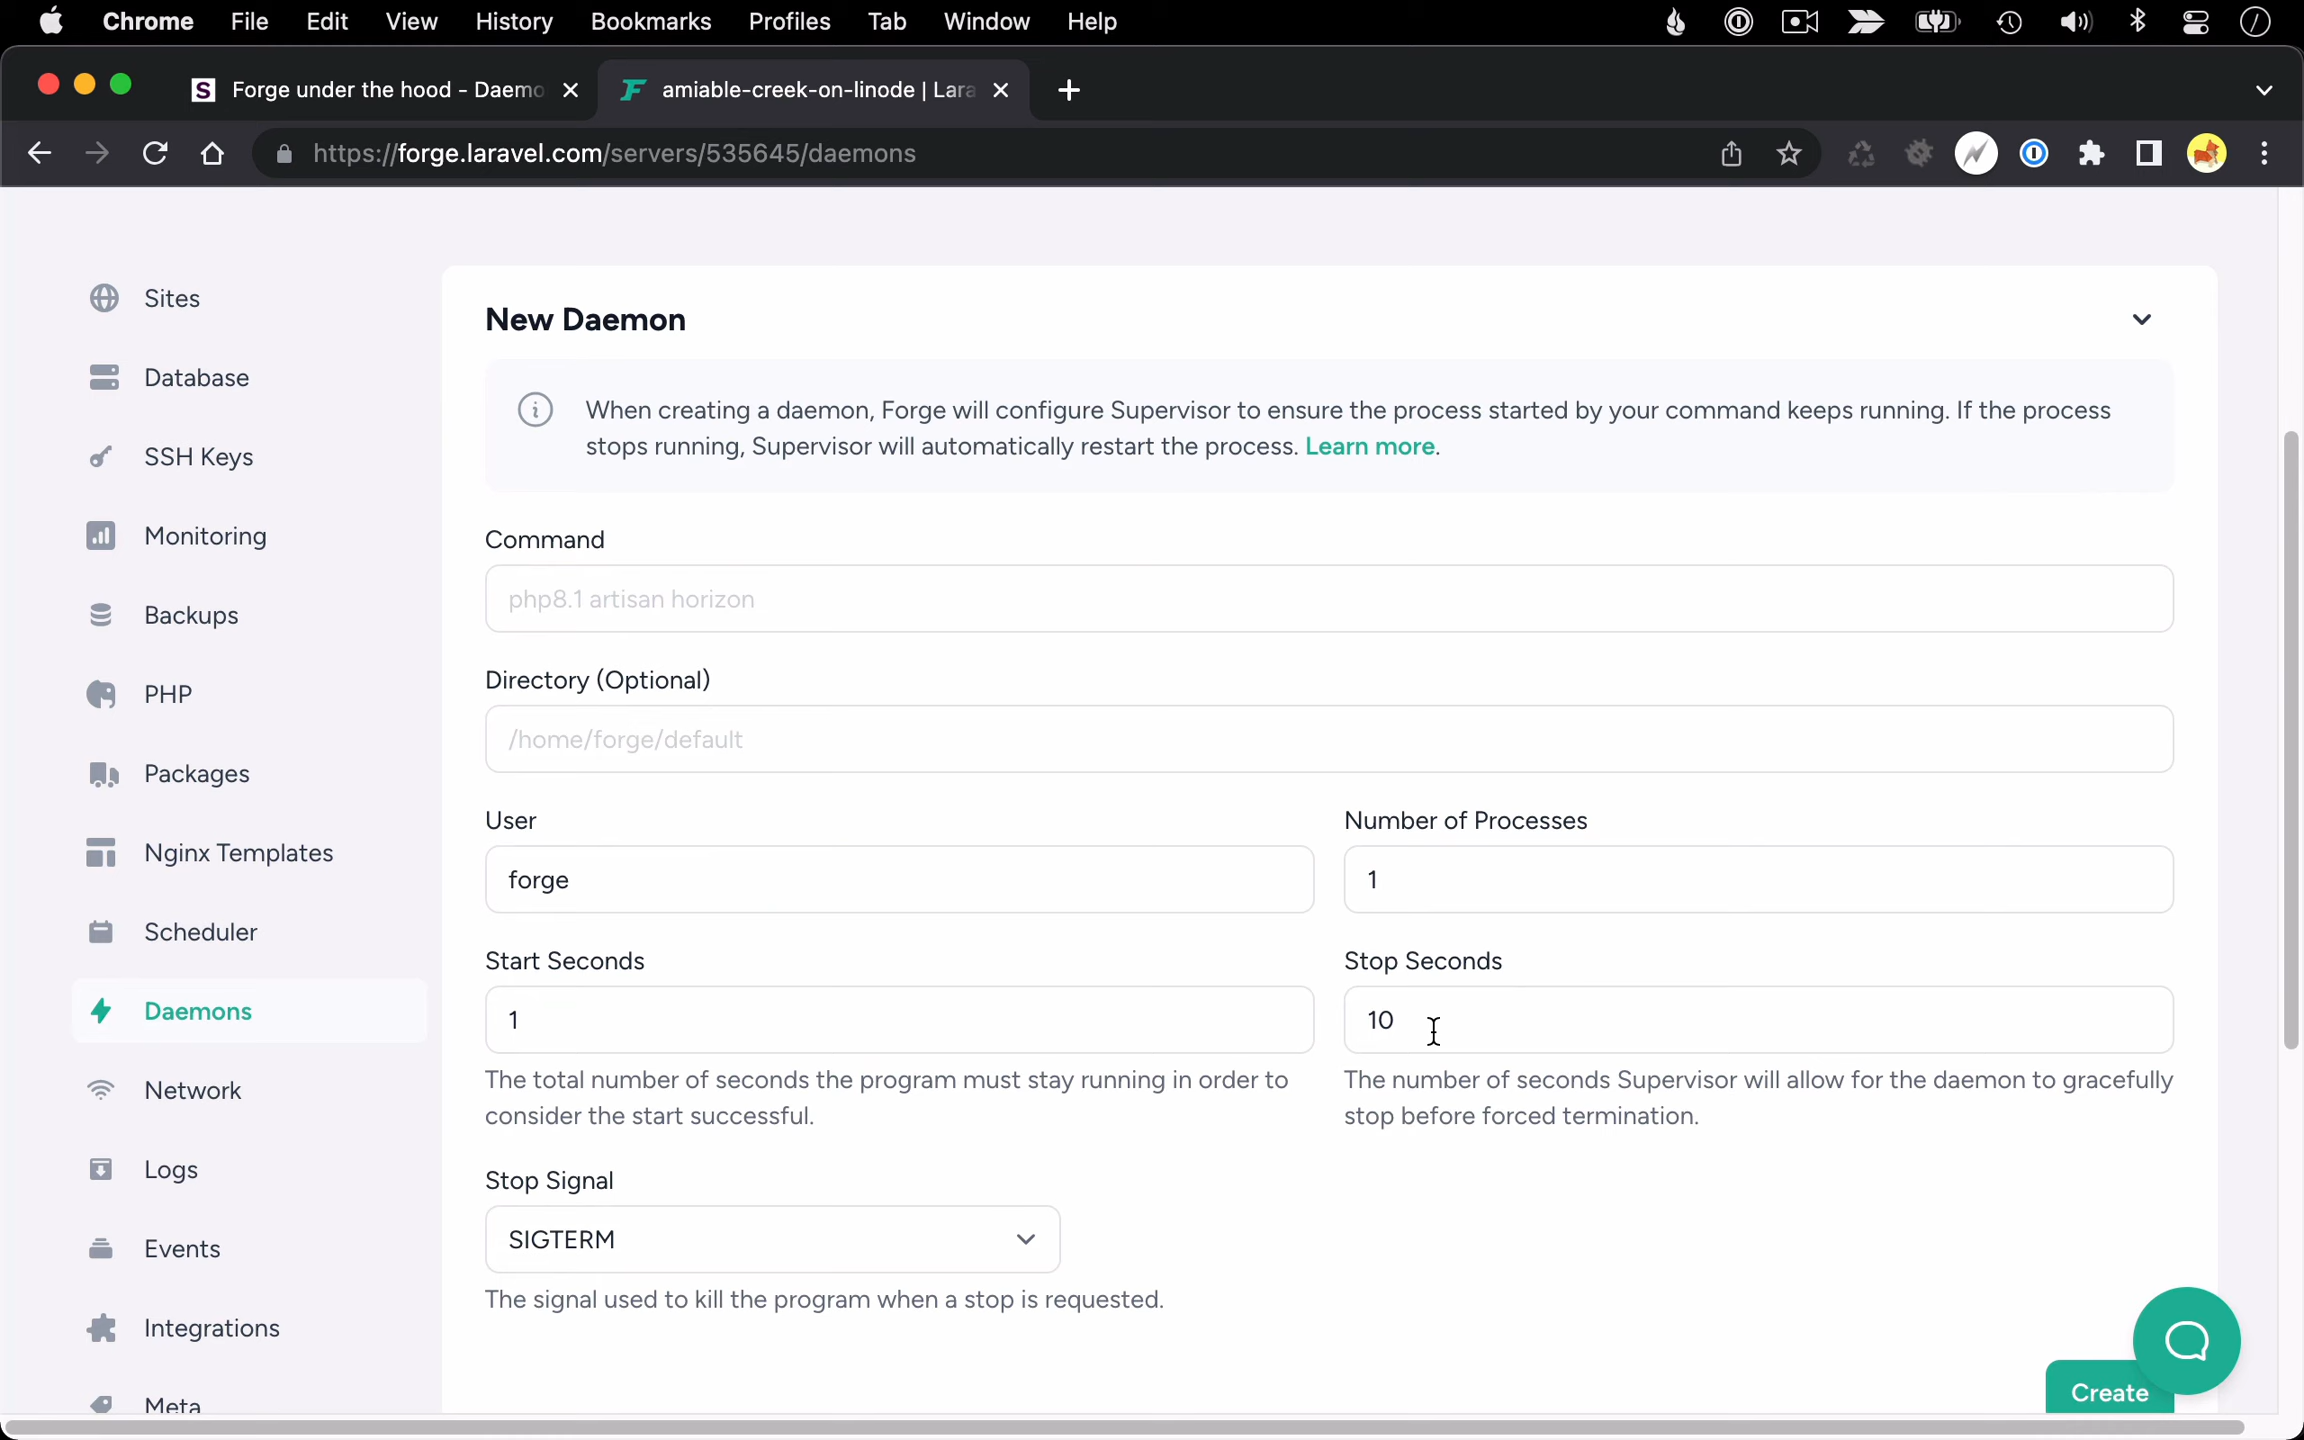 Chrome File Edit View History Bookmarks Profiles Tab Window Help
Forge under the hood - Daemo
amiable-creek-on-linode | Lara
https://forge.laravel.com/servers/535645/daemons
Sites
Database
SSH Keys
Monitoring
Backups
PHP
Packages
Nginx Templates
Scheduler
Daemons
Network
Logs
Events
Integrations
Meta
New Daemon
When creating a daemon, Forge will configure Supervisor to ensure the process started by your command keeps running. If the process
stops running, Supervisor will automatically restart the process. Learn more.
Command
php8.1 artisan horizon
Directory (Optional)
/home/forge/default
User
forge
Number of Processes
1
Start Seconds
1
The total number of seconds the program must stay running in order to
consider the start successful.
Stop Seconds
10
The number of seconds Supervisor will allow for the daemon to gracefully
stop before forced termination.
Stop Signal
SIGTERM
The signal used to kill the program when a stop is requested.
Create